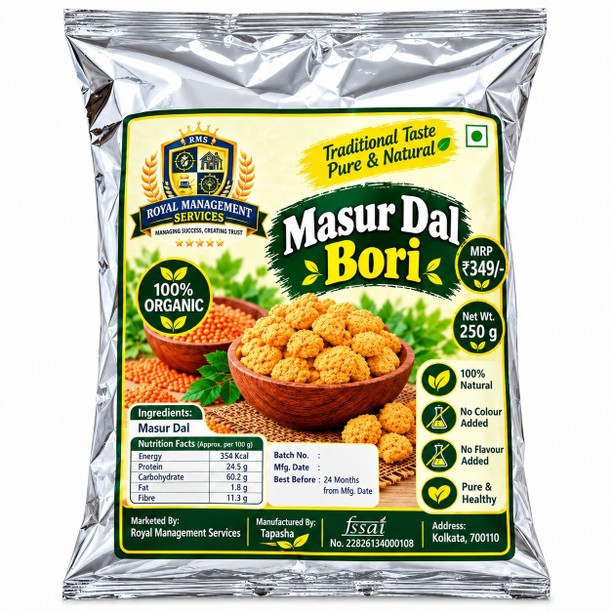 RMS
ROYAL MANAGEMENT
SERVICES
MANAGING SUCCESS, CREATING TRUST
Traditional Taste
Pure & Natural
Masur Dal
Bori
MRP
₹349/-
Net Wt.
250 g
100%
ORGANIC
100%
Natural
No Colour
Added
No Flavour
Added
Pure &
Healthy
Ingredients:
Masur Dal
Nutrition Facts (Approx. per 100 g)
Energy 354 Kcal
Protein 24.5 g
Carbohydrate 60.2 g
Fat 1.8 g
Fibre 11.3 g
Batch No. :
Mfg. Date :
Best Before : 24 Months
from Mfg. Date
Marketed By:
Royal Management Services
Manufactured By:
Tapasha
fssai
No. 22826134000108
Address:
Kolkata, 700110